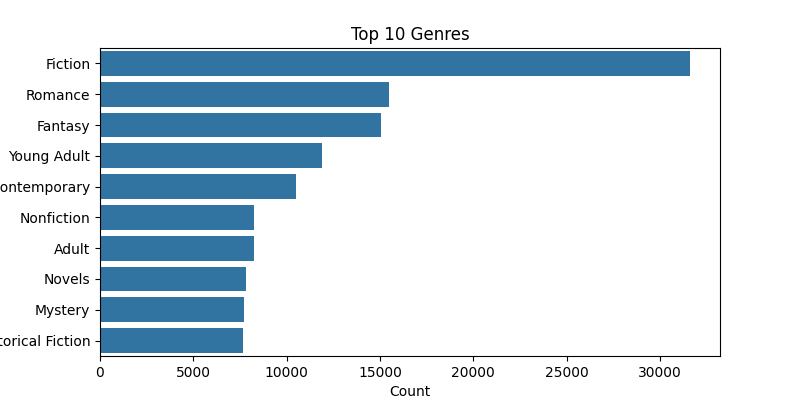 Top 10 Genres
Fiction
Romance
Fantasy
Young Adult
ontemporary
Nonfiction
Adult
Novels
Mystery
torical Fiction
0 5000 10000 15000 20000 25000 30000
Count